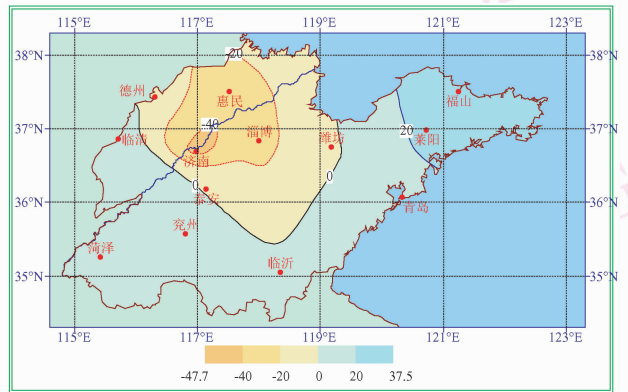 115°E 117°E 119°E 121°E 123°E
38°N -20 38°N
德州 惠民 福山
37°N 临清 -40 淄博 潍坊 20 莱阳 37°N
济南
0 泰安 0
36°N 青岛 36°N
兖州
菏泽 临沂
35°N 35°N
115°E 117°E 119°E 121°E 123°E
-47.7 -40 -20 0 20 37.5